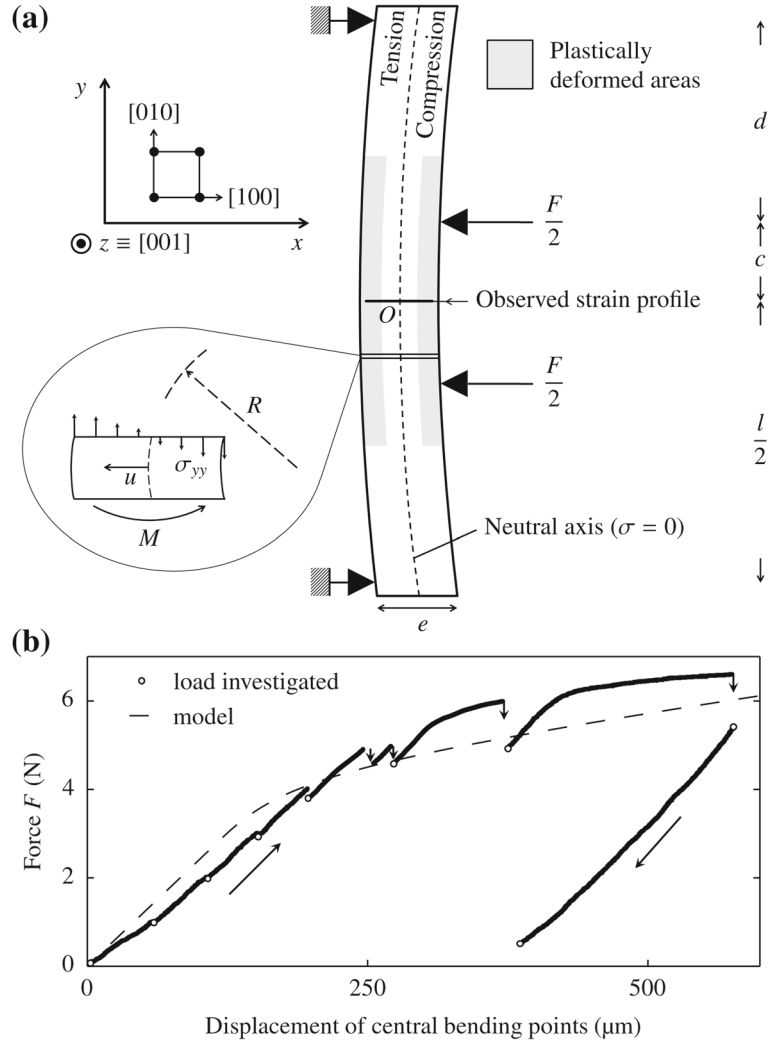 (a)
Tension
Compression
Plastically
deformed areas
y
[010]
[100]
x
z ≡ [001]
d
F/2
c
Observed strain profile
O
F/2
R
l/2
u
σyy
M
Neutral axis (σ = 0)
e
(b)
load investigated
model
6
4
2
0
Force F (N)
0
250
500
Displacement of central bending points (μm)